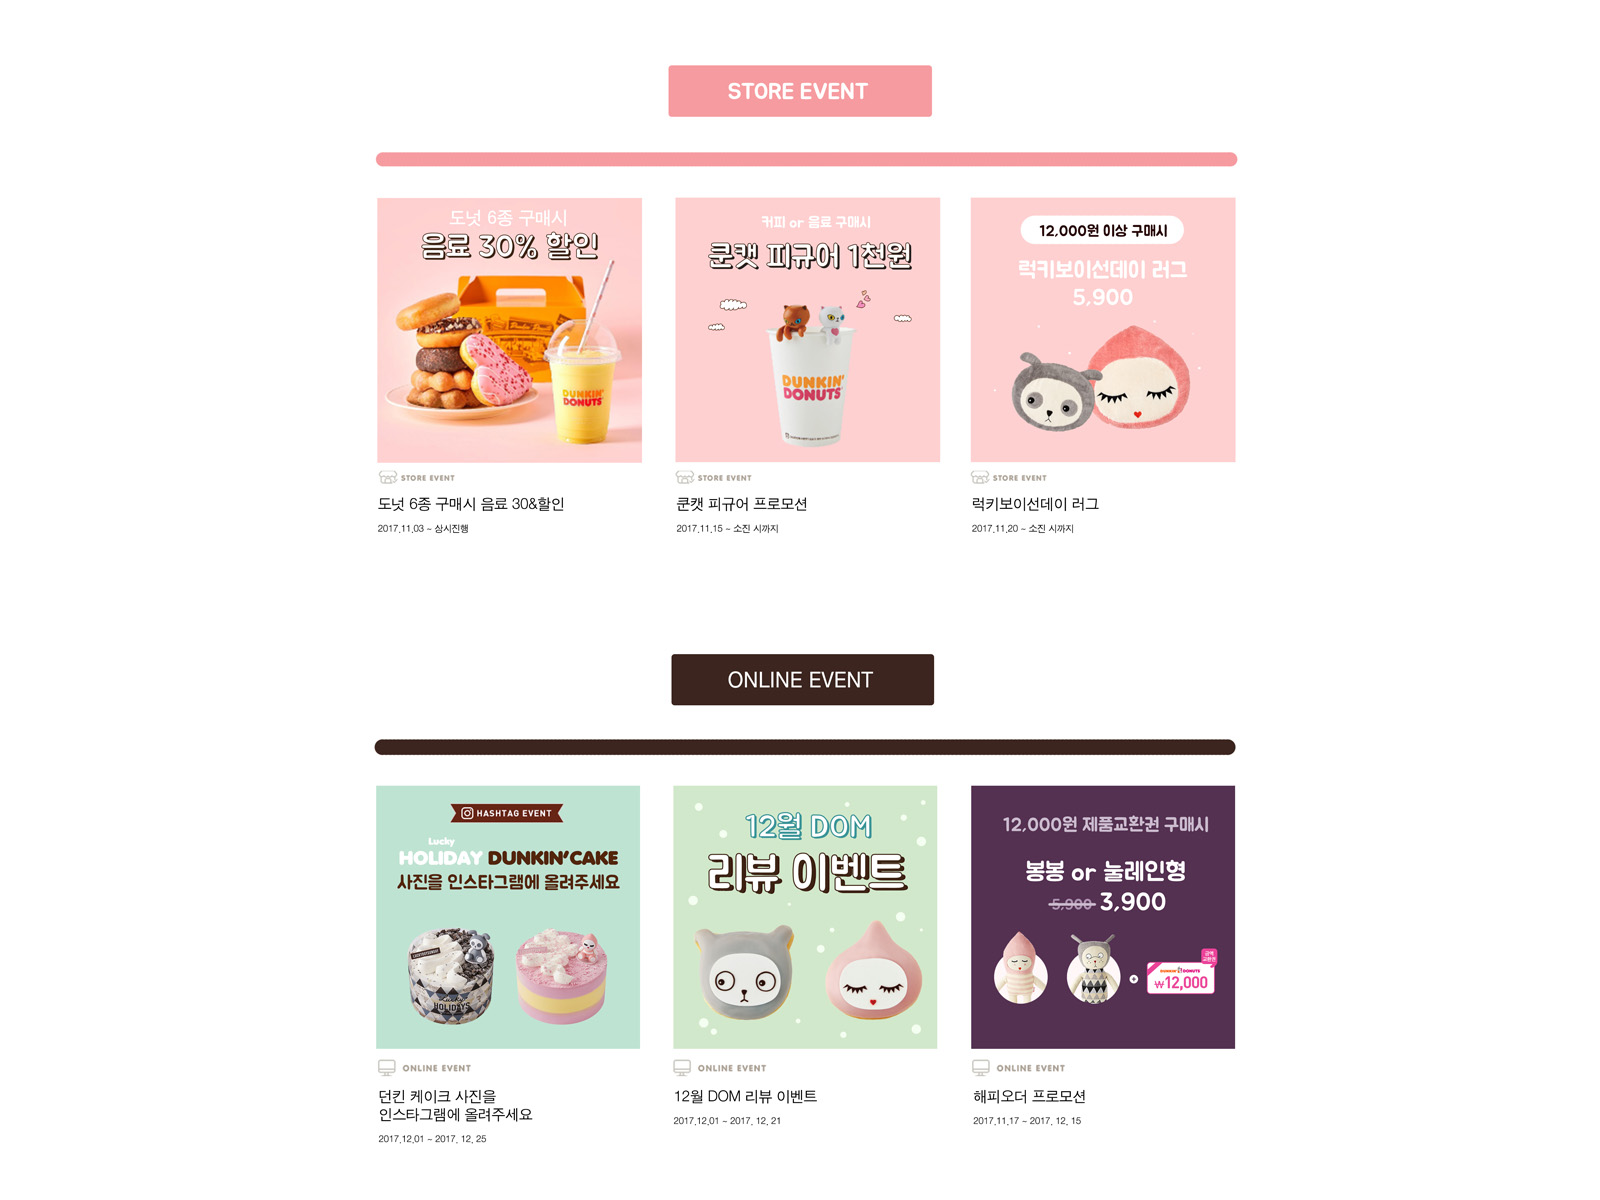 STORE EVENT
도넛 6종 구매시
음료 30% 할인
DUNKIN'
DONUTS
STORE EVENT
도넛 6종 구매시 음료 30&할인
2017.11.03 ~ 상시진행
커피 or 음료 구매시
쿤캣 피규어 1천원
DUNKIN'
DONUTS
STORE EVENT
쿤캣 피규어 프로모션
2017.11.15 ~ 소진 시까지
12,000원 이상 구매시
럭키보이선데이 러그
5,900
STORE EVENT
럭키보이선데이 러그
2017.11.20 ~ 소진 시까지
ONLINE EVENT
HASHTAG EVENT
Lucky
HOLIDAY DUNKIN'CAKE
사진을 인스타그램에 올려주세요
HOLIDAYS
ONLINE EVENT
던킨 케이크 사진을
인스타그램에 올려주세요
2017.12.01 ~ 2017. 12. 25
12월 DOM
리뷰 이벤트
ONLINE EVENT
12월 DOM 리뷰 이벤트
2017.12.01 ~ 2017. 12. 21
12,000원 제품교환권 구매시
봉봉 or 눌레인형
5,900 3,900
금액
교환권
DUNKIN' DONUTS
₩12,000
ONLINE EVENT
해피오더 프로모션
2017.11.17 ~ 2017. 12. 15